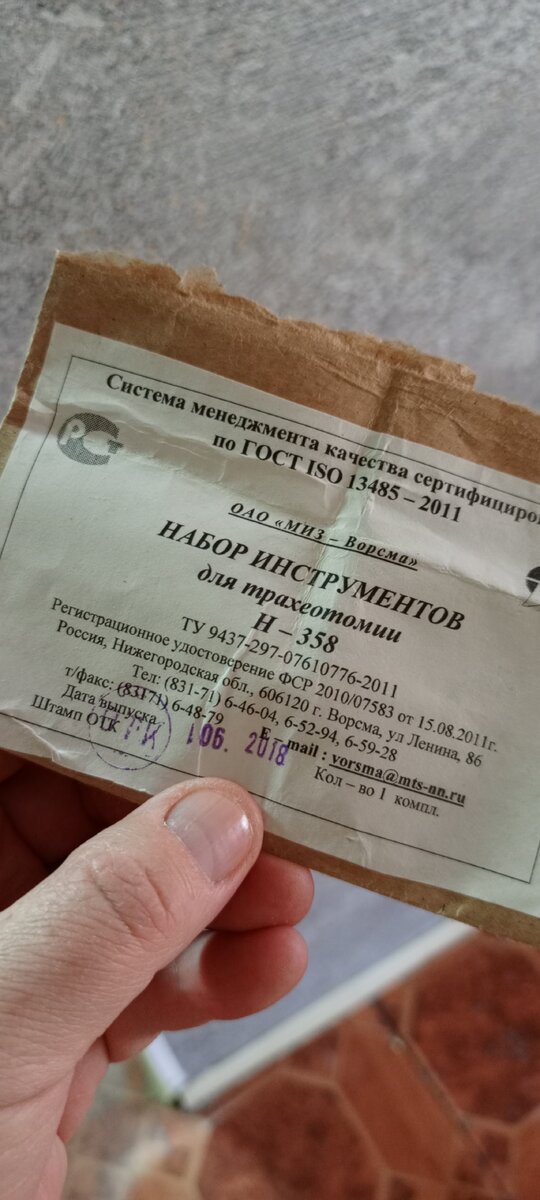 РСТ
Система менеджмента качества
по ГОСТ ISO 13485 – 2011
ОАО «МИЗ – Ворсма»
НАБОР ИНСТРУМЕНТОВ
для трахеотомии
Н – 358
ТУ 9437-297-07610776-2011
Регистрационное удостоверение ФСР 2010/07583 от 15.08.2011г.
Россия, Нижегородская обл., 606120 г. Ворсма, ул Ленина, 86
Тел: (831-71) 6-46-04, 6-52-94, 6-59-28
т/факс: (83171) 6-48-79
E – mail : vorsma@mts-nn.ru
Дата выпуска 06. 2018
Штамп ОТК
Кол – во 1 компл.